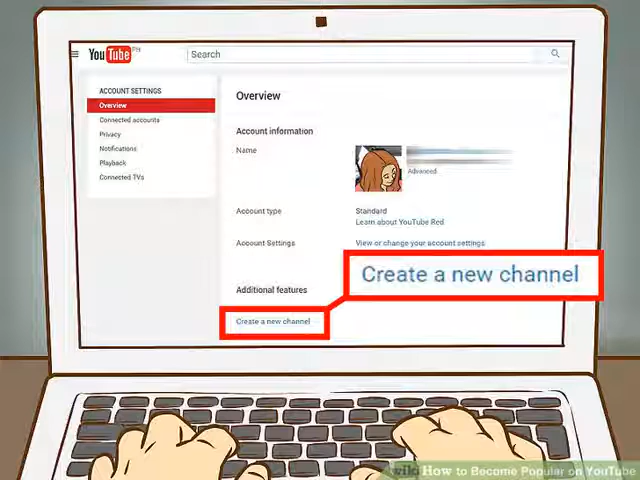 YouTube PH
Search
ACCOUNT SETTINGS
Overview
Connected accounts
Privacy
Notifications
Playback
Connected TVs
Overview
Account information
Name
Advanced
Account type
Standard
Learn about YouTube Red
Account Settings
View or change your account settings
Create a new channel
Additional features
Create a new channel
wikiHow to Become Popular on YouTube